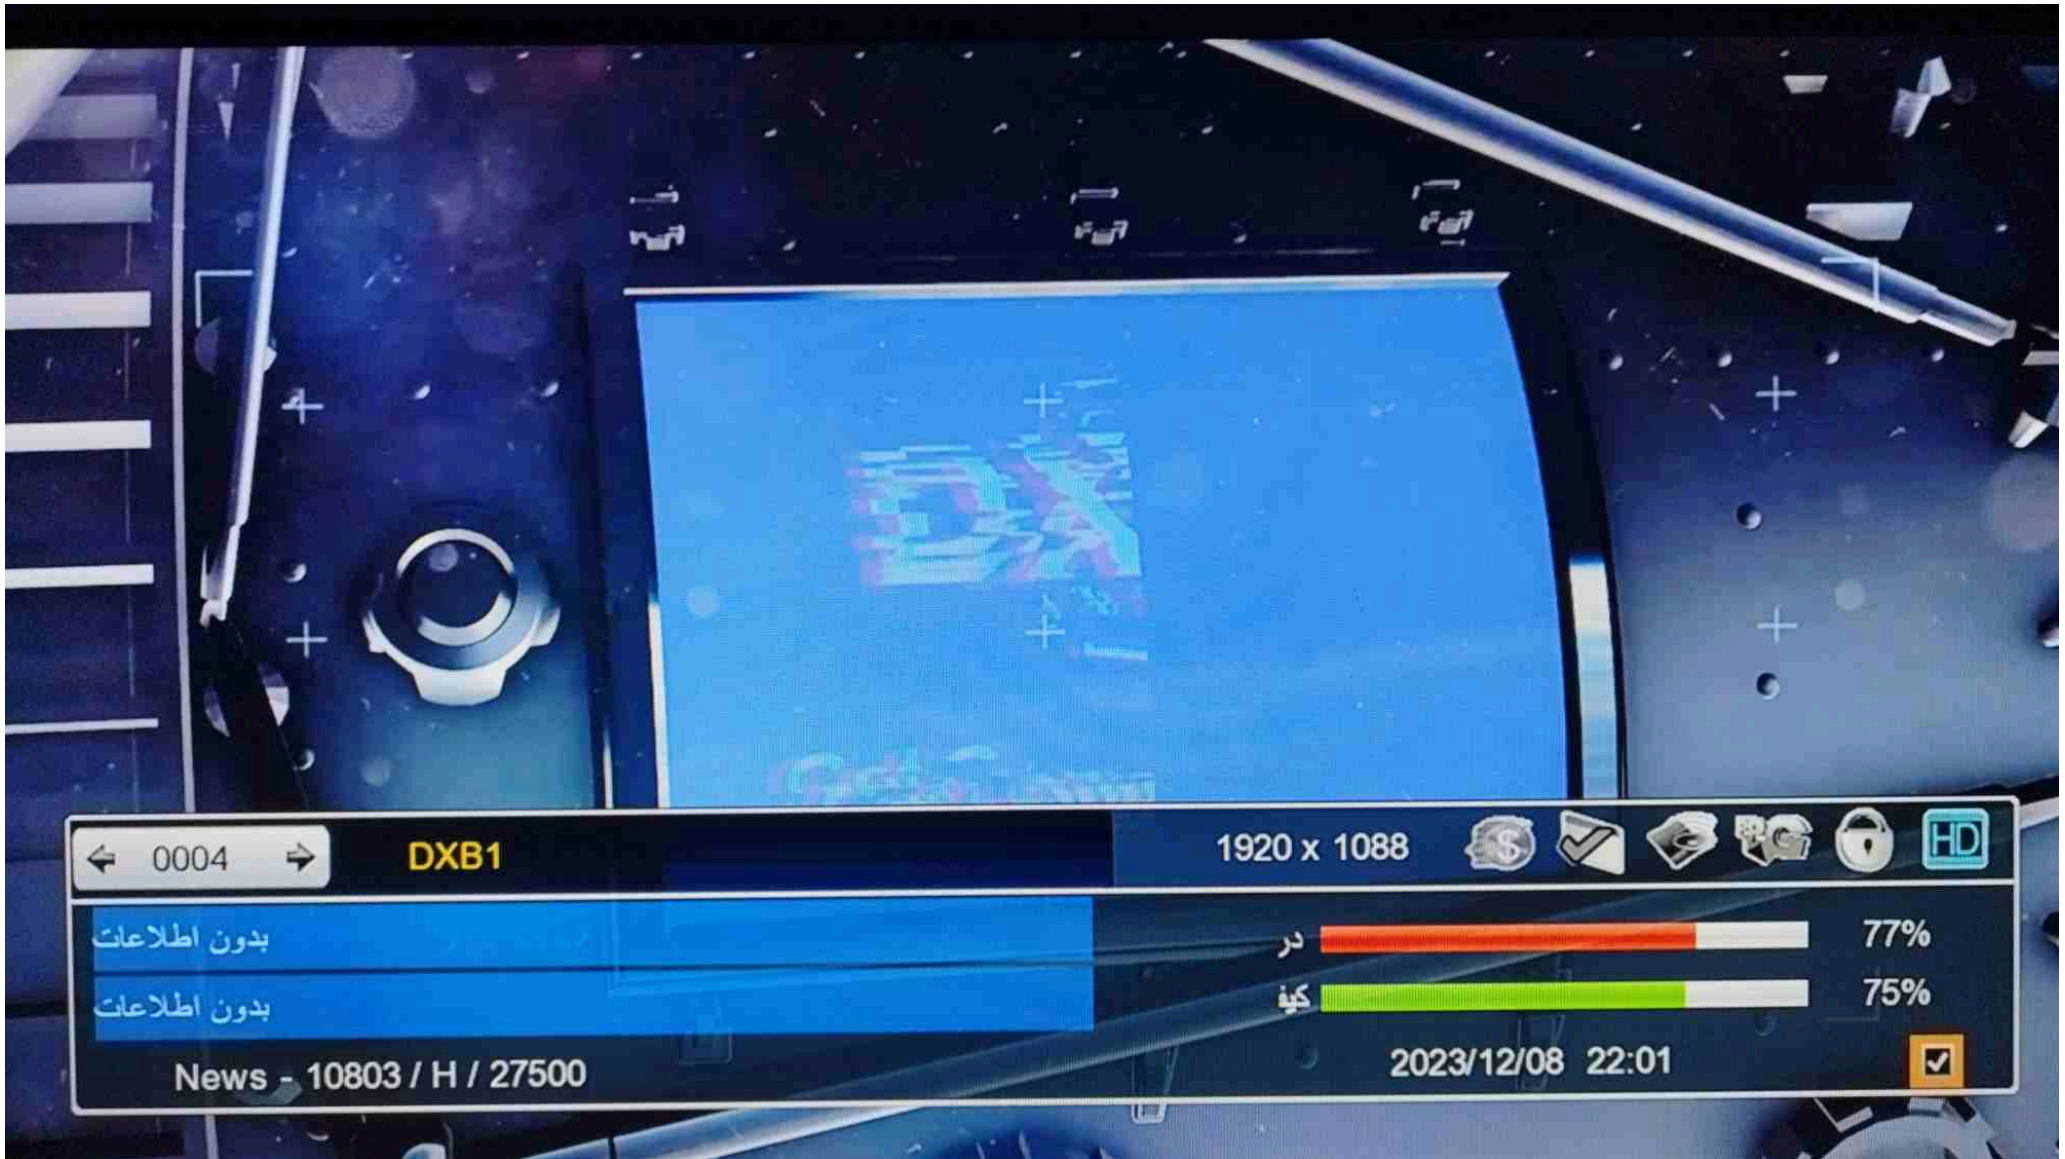 DX
0004
DXB1
1920 x 1088
HD
بدون اطلاعات
در
77%
بدون اطلاعات
کیف
75%
News - 10803 / H / 27500
2023/12/08 22:01